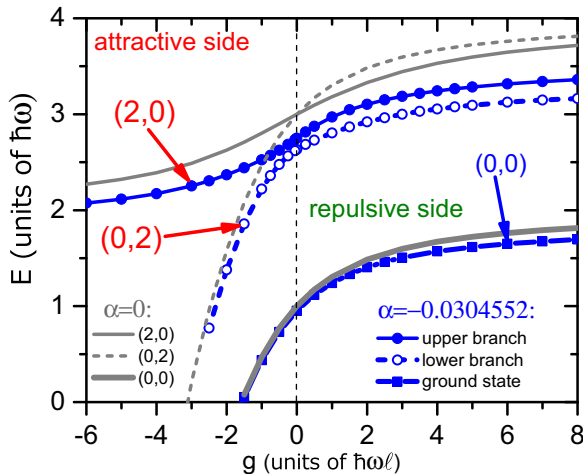 attractive side
(2,0)
(0,0)
repulsive side
(0,2)
α=0:
(2,0)
(0,2)
(0,0)
α=−0.0304552:
upper branch
lower branch
ground state
E (units of ħω)
4
3
2
1
0
-6 -4 -2 0 2 4 6 8
g (units of ħωℓ)